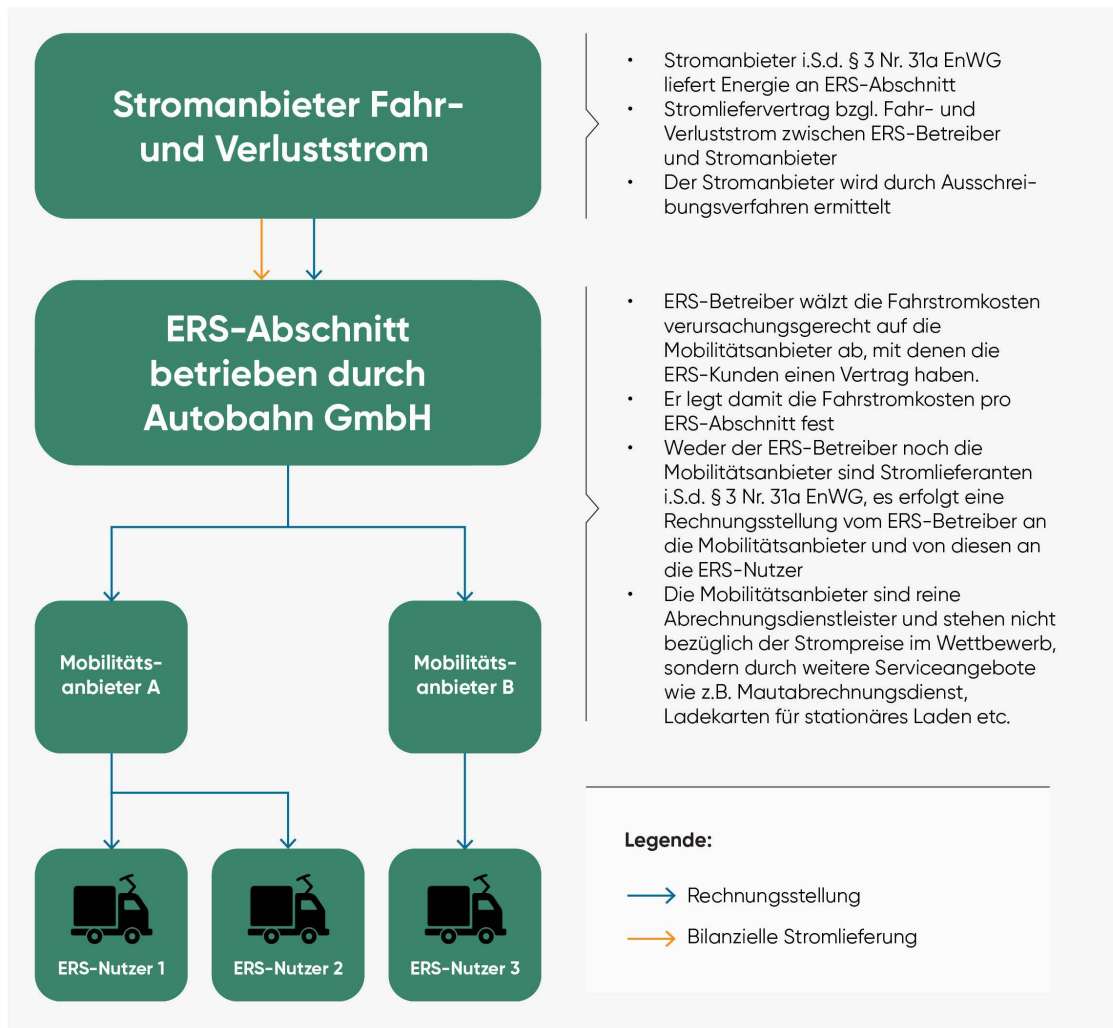 Stromanbieter Fahr-
und Verluststrom
• Stromanbieter i.S.d. § 3 Nr. 31a EnWG
liefert Energie an ERS-Abschnitt
• Stromliefervertrag bzgl. Fahr- und
Verluststrom zwischen ERS-Betreiber
und Stromanbieter
• Der Stromanbieter wird durch Ausschrei-
bungsverfahren ermittelt
ERS-Abschnitt
betrieben durch
Autobahn GmbH
• ERS-Betreiber wälzt die Fahrstromkosten
verursachungsgerecht auf die
Mobilitätsanbieter ab, mit denen die
ERS-Kunden einen Vertrag haben.
• Er legt damit die Fahrstromkosten pro
ERS-Abschnitt fest
• Weder der ERS-Betreiber noch die
Mobilitätsanbieter sind Stromlieferanten
i.S.d. § 3 Nr. 31a EnWG, es erfolgt eine
Rechnungsstellung vom ERS-Betreiber an
die Mobilitätsanbieter und von diesen an
die ERS-Nutzer
• Die Mobilitätsanbieter sind reine
Abrechnungsdienstleister und stehen nicht
bezüglich der Strompreise im Wettbewerb,
sondern durch weitere Serviceangebote
wie z.B. Mautabrechnungsdienst,
Ladekarten für stationäres Laden etc.
Mobilitäts-
anbieter A
Mobilitäts-
anbieter B
ERS-Nutzer 1
ERS-Nutzer 2
ERS-Nutzer 3
Legende:
Rechnungsstellung
Bilanzielle Stromlieferung